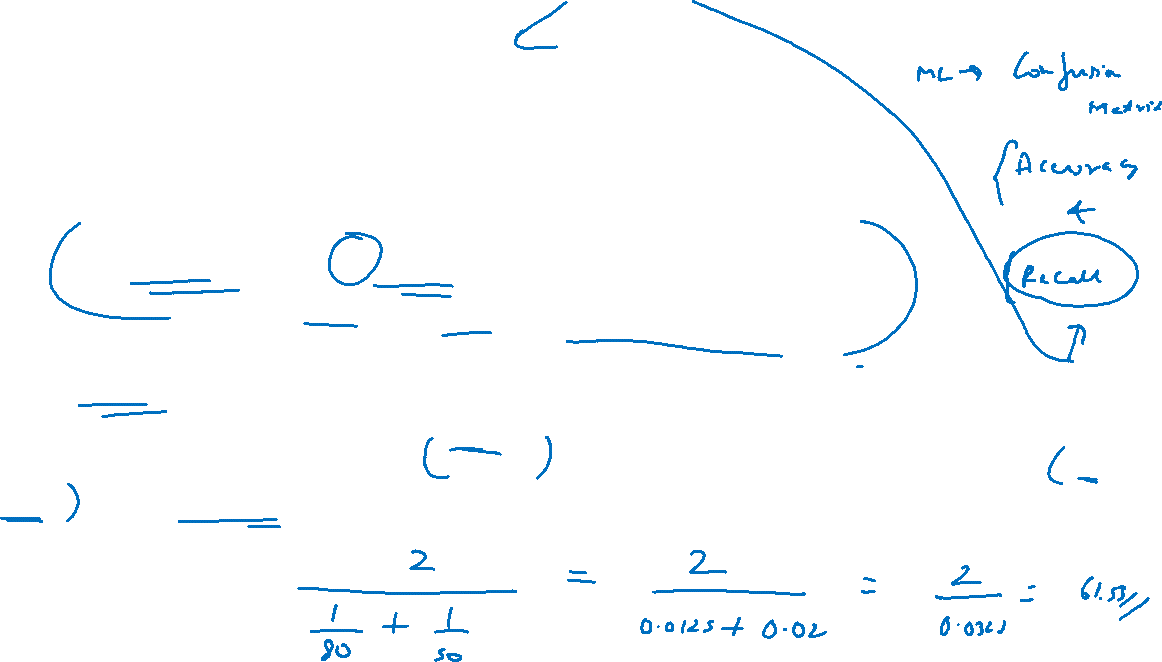 ML → Confusion
Matrix
{ Accuracy
Recall
2 / (1/80 + 1/50) = 2 / (0.0125 + 0.02) = 2 / 0.0325 = 61.53